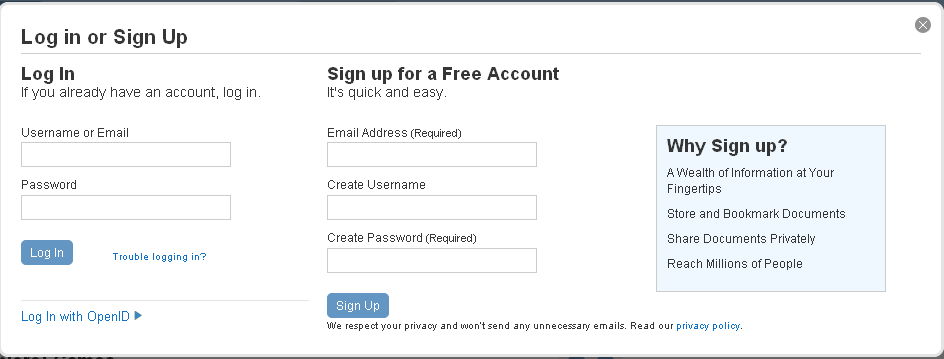 Log in or Sign Up
Log In
If you already have an account, log in.
Username or Email
Password
Log In
Trouble logging in?
Log In with OpenID
Sign up for a Free Account
It's quick and easy.
Email Address (Required)
Create Username
Create Password (Required)
Sign Up
We respect your privacy and won't send any unnecessary emails. Read our privacy policy.
Why Sign up?
A Wealth of Information at Your
Fingertips
Store and Bookmark Documents
Share Documents Privately
Reach Millions of People